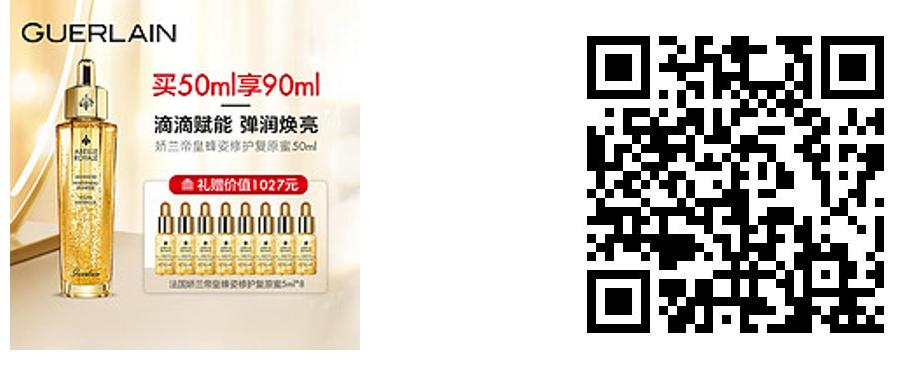 GUERLAIN
买50ml享90ml
滴滴赋能 弹润焕亮
娇兰帝皇蜂姿修护复原蜜50ml
礼赠价值1027元
ABEILLE
ROYALE
Guerlain
法国娇兰帝皇蜂姿修护复原蜜5ml*8